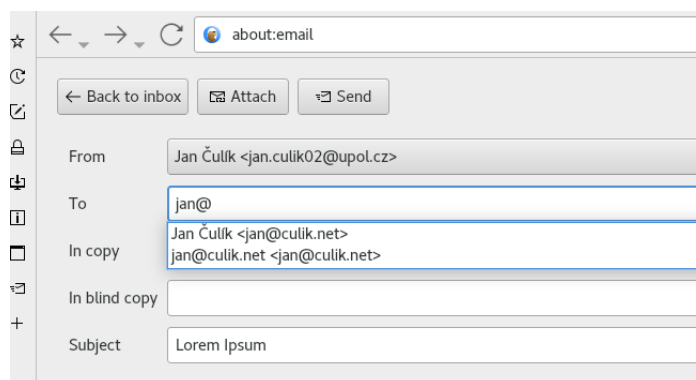 about:email
← Back to inbox Attach Send
From Jan Čulík <jan.culik02@upol.cz>
To jan@
Jan Čulík <jan@culik.net>
In copy
jan@culik.net <jan@culik.net>
In blind copy
Subject Lorem Ipsum